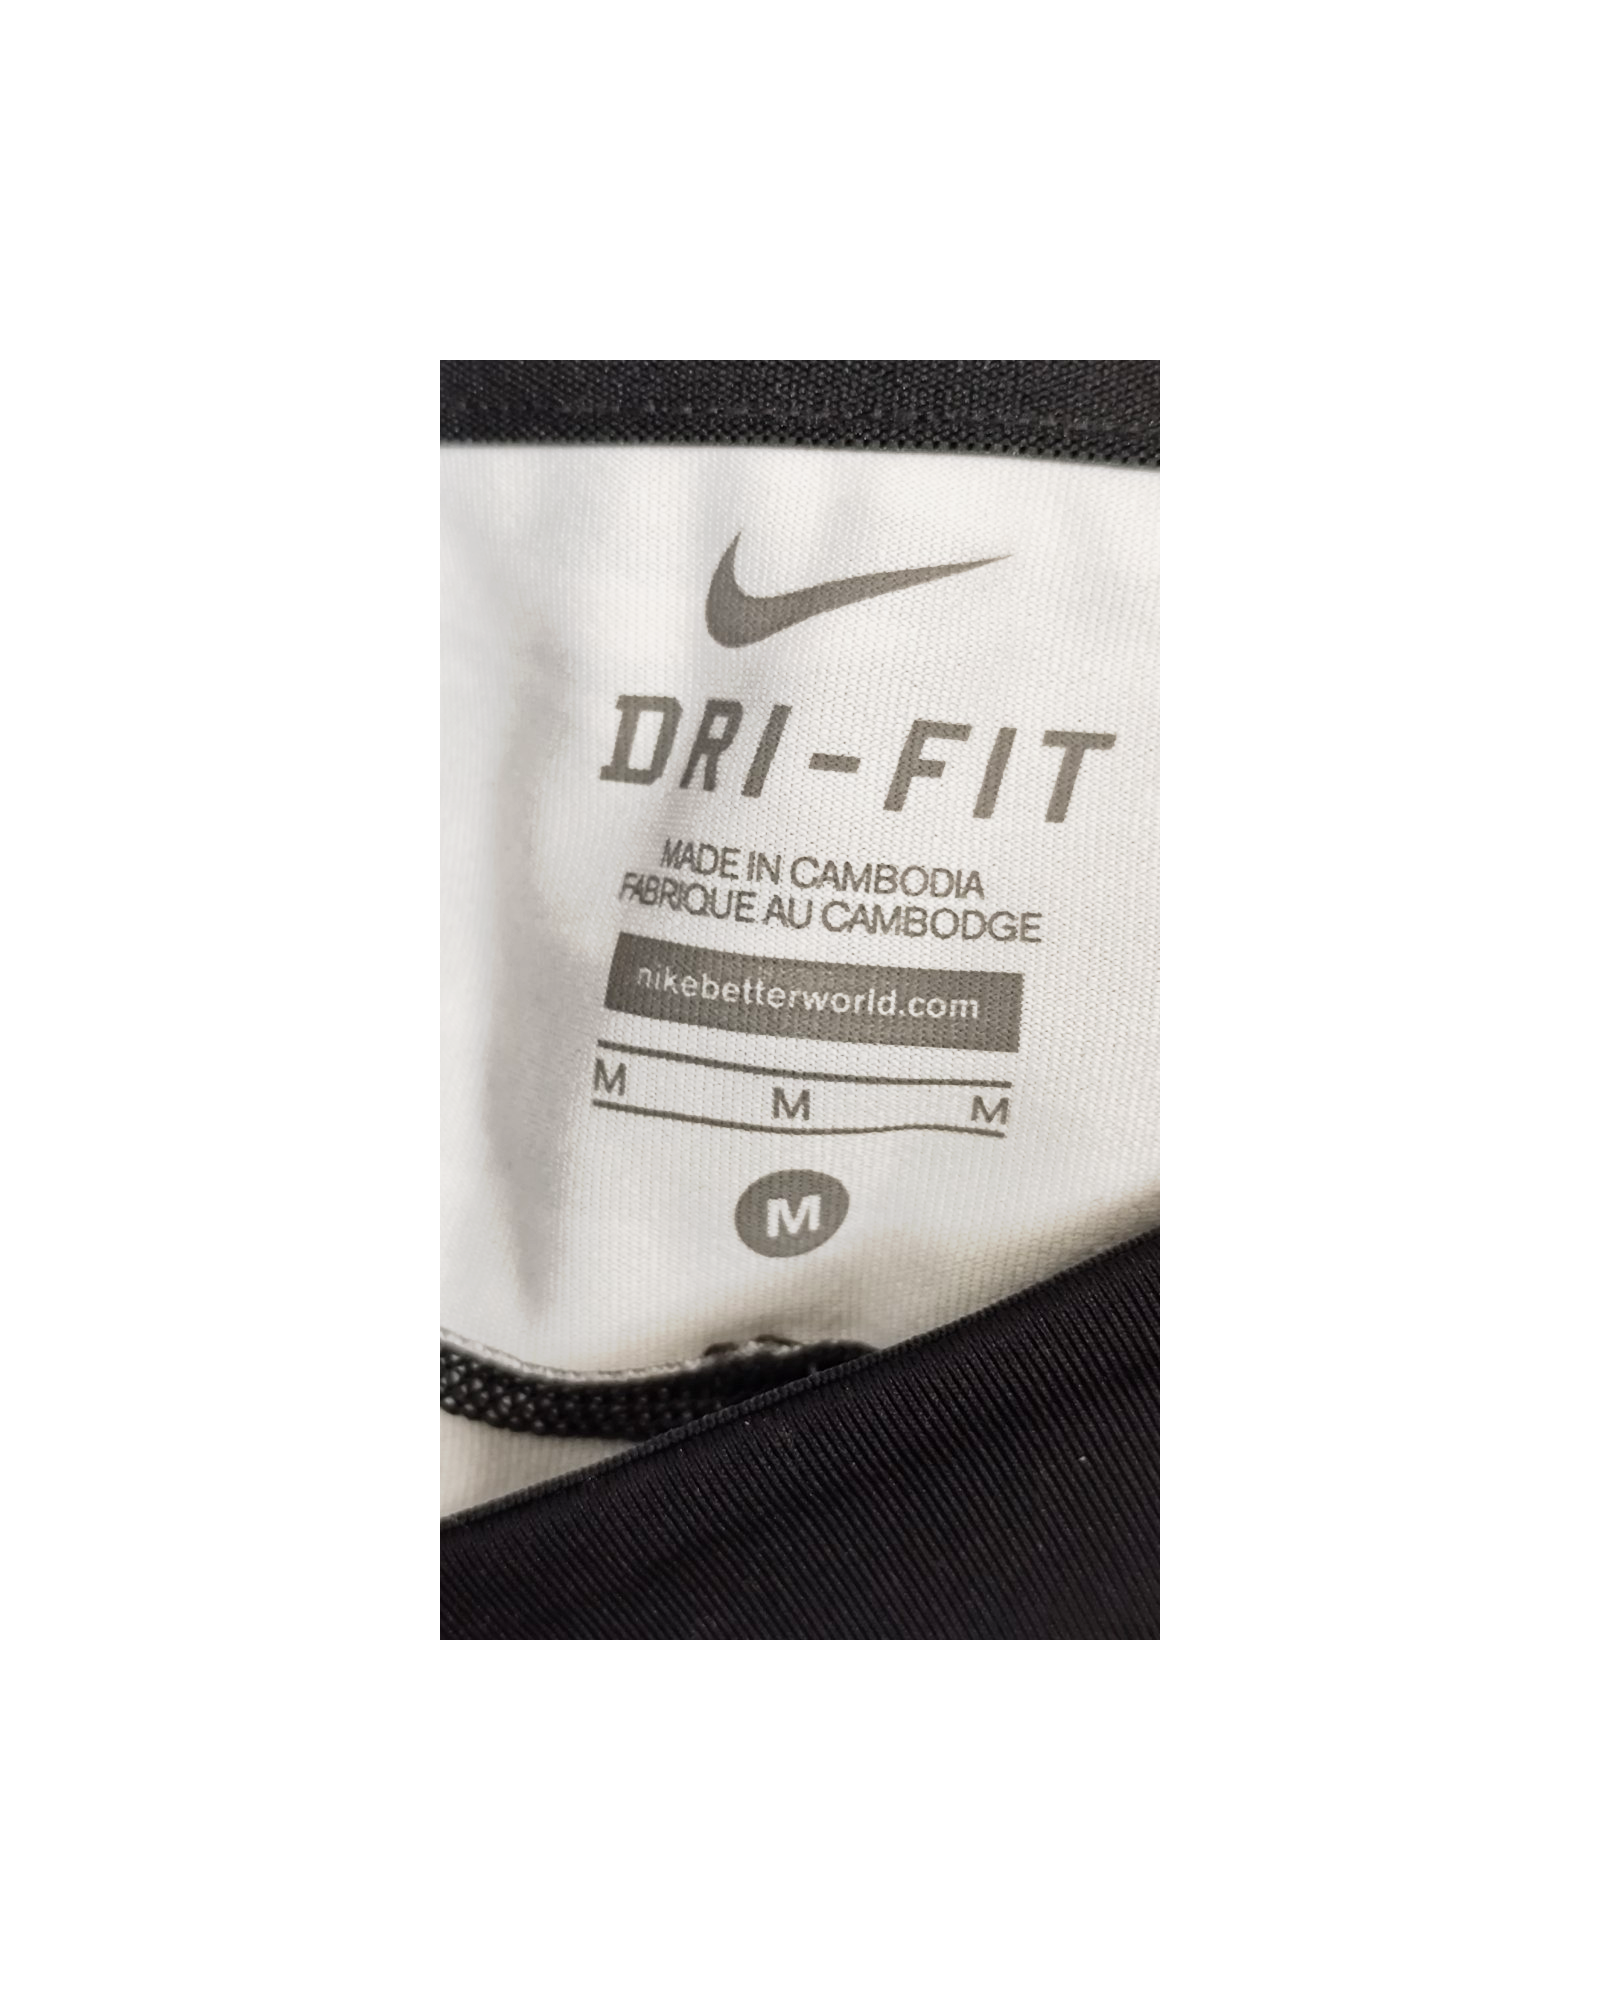 DRI-FIT
MADE IN CAMBODIA
FABRIQUE AU CAMBODGE
nikebetterworld.com
M M M
M